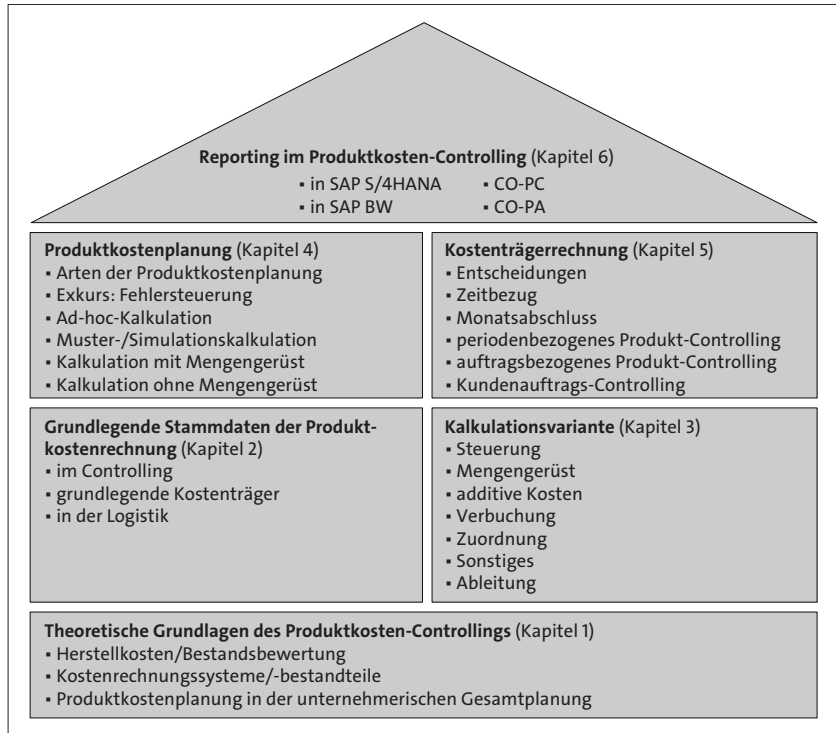 Reporting im Produktkosten-Controlling (Kapitel 6)
▪ in SAP S/4HANA ▪ CO-PC
▪ in SAP BW ▪ CO-PA
Produktkostenplanung (Kapitel 4)
▪ Arten der Produktkostenplanung
▪ Exkurs: Fehlersteuerung
▪ Ad-hoc-Kalkulation
▪ Muster-/Simulationskalkulation
▪ Kalkulation mit Mengengerüst
▪ Kalkulation ohne Mengengerüst
Kostenträgerrechnung (Kapitel 5)
▪ Entscheidungen
▪ Zeitbezug
▪ Monatsabschluss
▪ periodenbezogenes Produkt-Controlling
▪ auftragsbezogenes Produkt-Controlling
▪ Kundenauftrags-Controlling
Grundlegende Stammdaten der Produkt-
kostenrechnung (Kapitel 2)
▪ im Controlling
▪ grundlegende Kostenträger
▪ in der Logistik
Kalkulationsvariante (Kapitel 3)
▪ Steuerung
▪ Mengengerüst
▪ additive Kosten
▪ Verbuchung
▪ Zuordnung
▪ Sonstiges
▪ Ableitung
Theoretische Grundlagen des Produktkosten-Controllings (Kapitel 1)
▪ Herstellkosten/Bestandsbewertung
▪ Kostenrechnungssysteme/-bestandteile
▪ Produktkostenplanung in der unternehmerischen Gesamtplanung